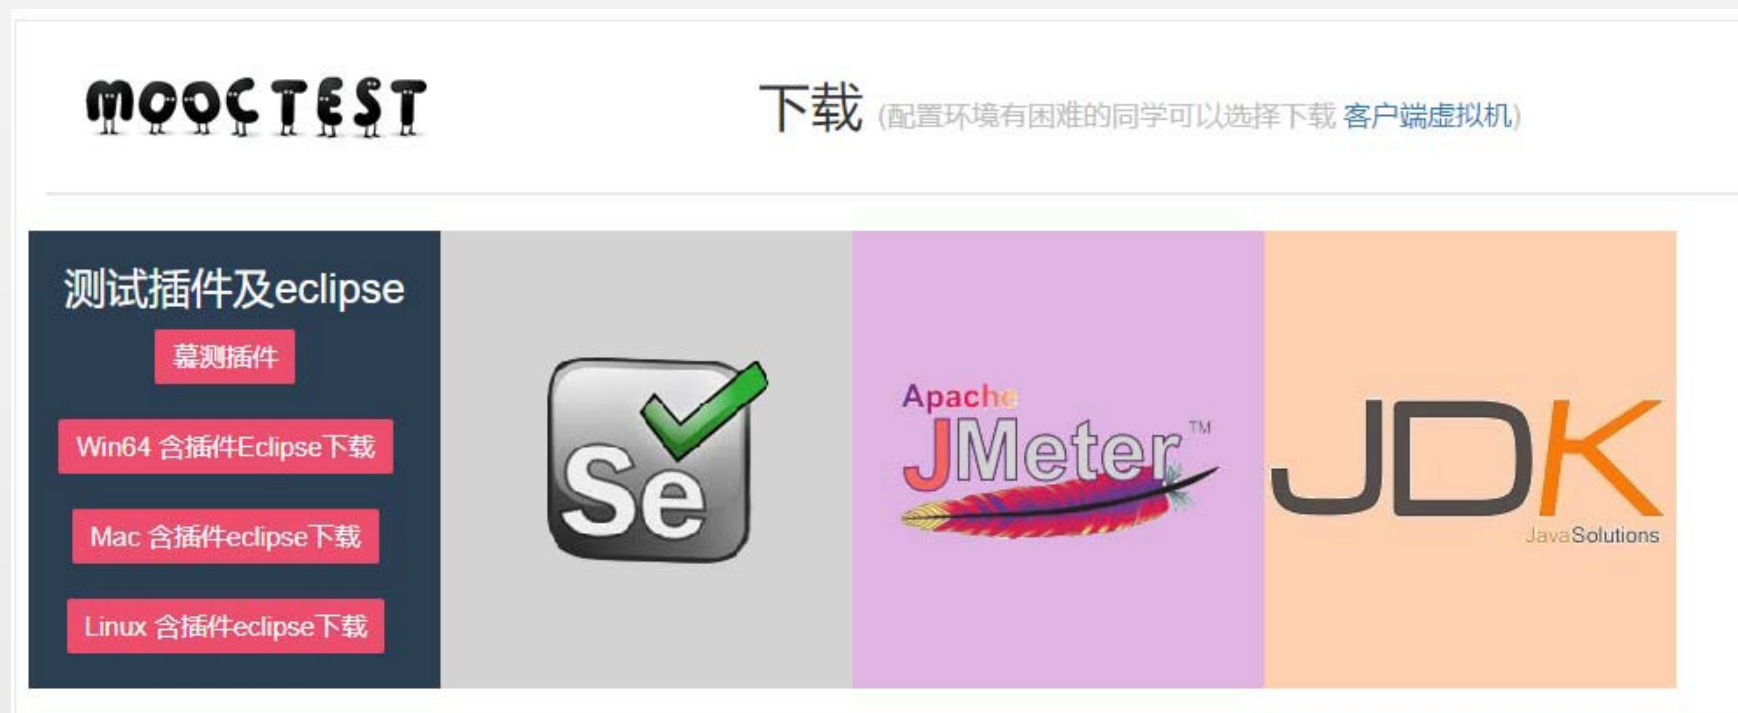 MOOCTEST
下载 (配置环境有困难的同学可以选择下载 客户端虚拟机)
测试插件及eclipse
慕测插件
Win64 含插件Eclipse下载
Mac 含插件eclipse下载
Linux 含插件eclipse下载
Se
Apache
JMeter™
JDK
JavaSolutions